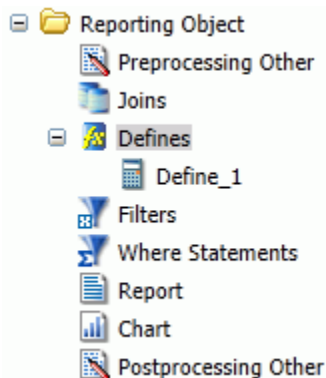 Reporting Object
Preprocessing Other
Joins
Defines
Define_1
Filters
Where Statements
Report
Chart
Postprocessing Other